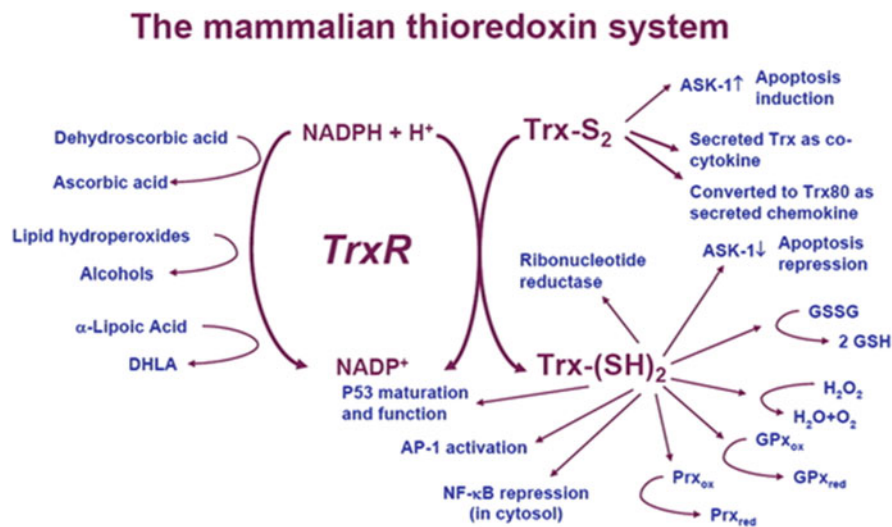 The mammalian thioredoxin system
ASK-1↑ Apoptosis
induction
Dehydroscorbic acid
NADPH + H⁺
Trx-S₂
Secreted Trx as co-
cytokine
Ascorbic acid
Converted to Trx80 as
secreted chemokine
Lipid hydroperoxides
TrxR
Ribonucleotide
reductase
ASK-1↓ Apoptosis
repression
Alcohols
α-Lipoic Acid
GSSG
2 GSH
DHLA
NADP⁺
Trx-(SH)₂
P53 maturation
and function
H₂O₂
H₂O+O₂
AP-1 activation
GPxₒₓ
GPx_red
NF-κB repression
(in cytosol)
Prxₒₓ
Prx_red